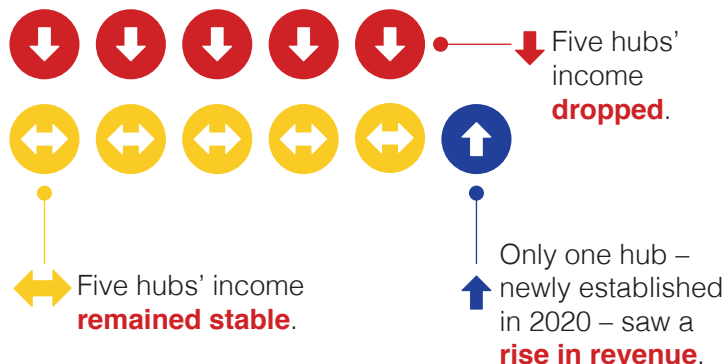 Five hubs’
income
dropped.
Five hubs’ income
remained stable.
Only one hub –
newly established
in 2020 – saw a
rise in revenue.